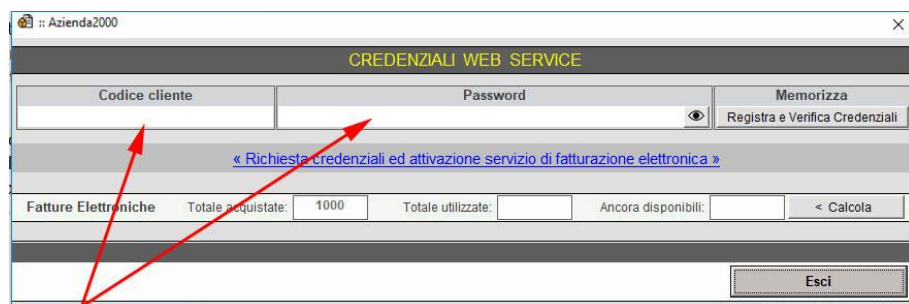 :: Azienda2000
CREDENZIALI WEB SERVICE
Codice cliente Password Memorizza
Registra e Verifica Credenziali
« Richiesta credenziali ed attivazione servizio di fatturazione elettronica »
Fatture Elettroniche Totale acquistate: 1000 Totale utilizzate: Ancora disponibili: < Calcola
Esci